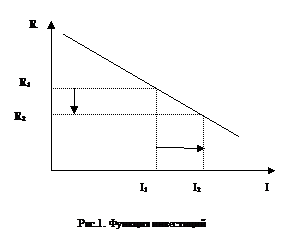 R
R₁
R₂
I₁ I₂ I
Рис.1. Функция инвестиций